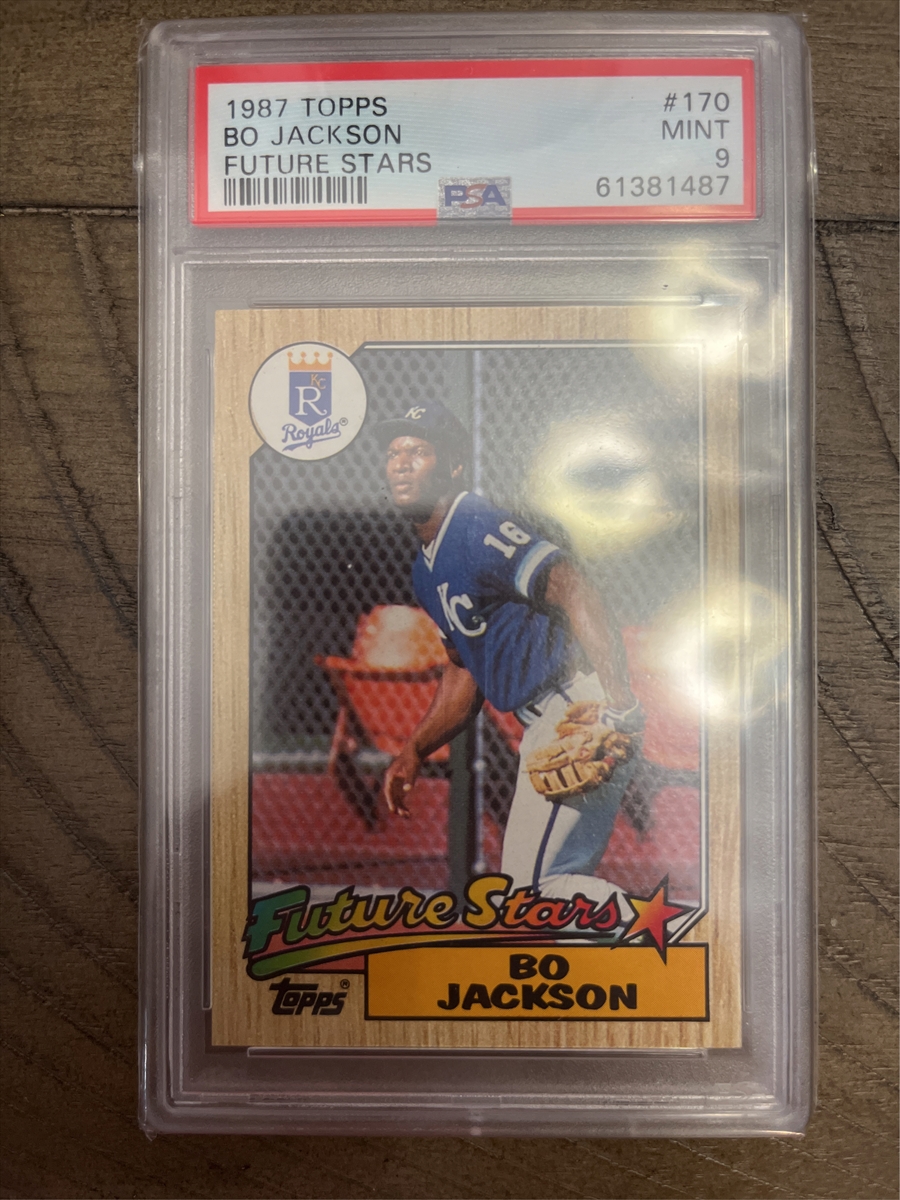 1987 TOPPS #170
BO JACKSON MINT
FUTURE STARS 9
PSA 61381487
KC
R
Royals®
KC
16
KC
Future Stars
topps®
BO
JACKSON